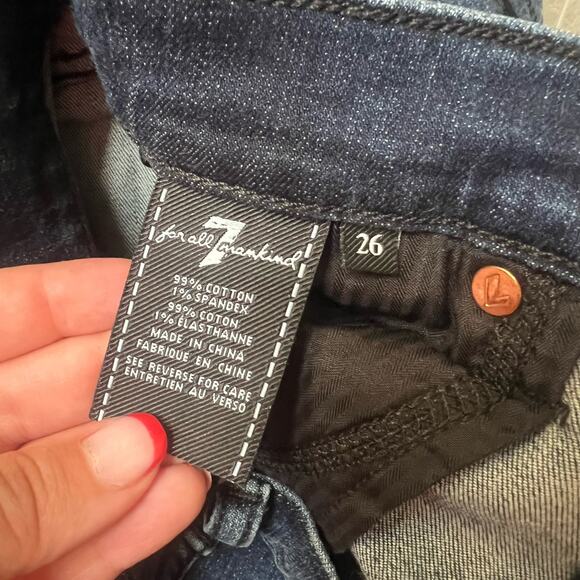 7
for all mankind
99% COTTON
1% SPANDEX
99% COTON
1% ÉLASTHANNE
MADE IN CHINA
FABRIQUE EN CHINE
SEE REVERSE FOR CARE
ENTRETIEN AU VERSO
26